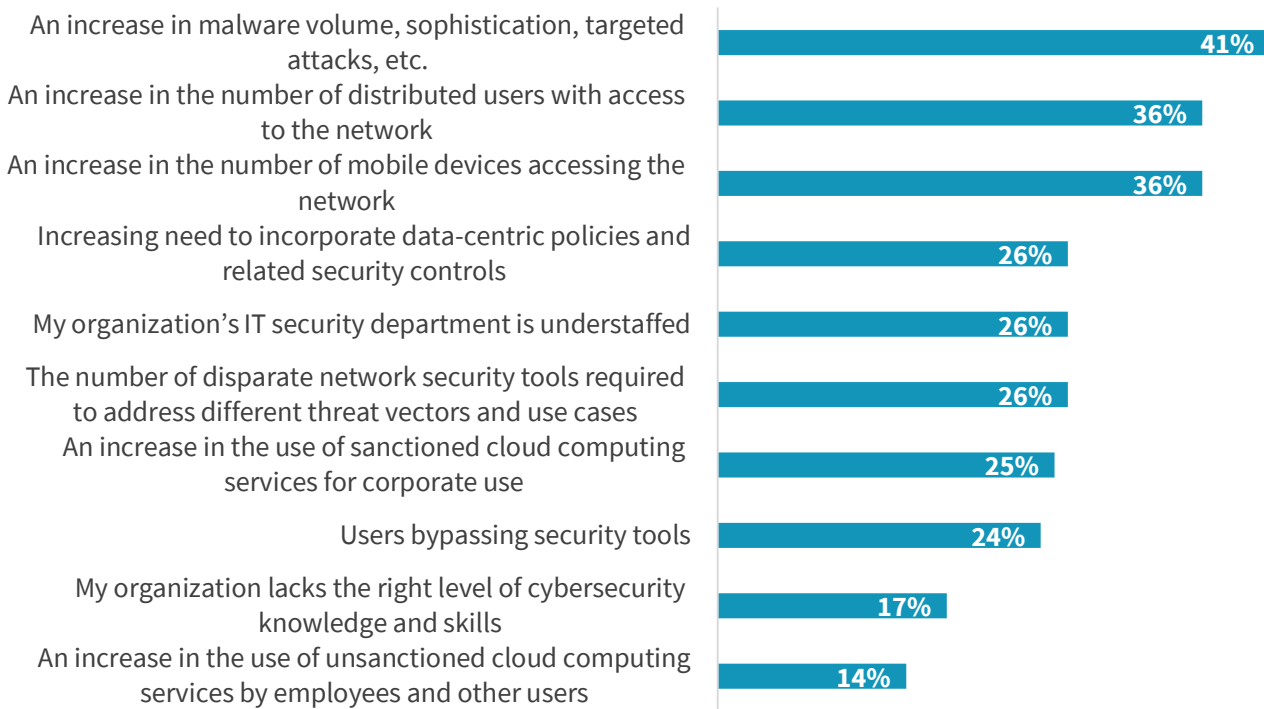 An increase in malware volume, sophistication, targeted
attacks, etc.
41%
An increase in the number of distributed users with access
to the network
36%
An increase in the number of mobile devices accessing the
network
36%
Increasing need to incorporate data-centric policies and
related security controls
26%
My organization’s IT security department is understaffed
26%
The number of disparate network security tools required
to address different threat vectors and use cases
26%
An increase in the use of sanctioned cloud computing
services for corporate use
25%
Users bypassing security tools
24%
My organization lacks the right level of cybersecurity
knowledge and skills
17%
An increase in the use of unsanctioned cloud computing
services by employees and other users
14%